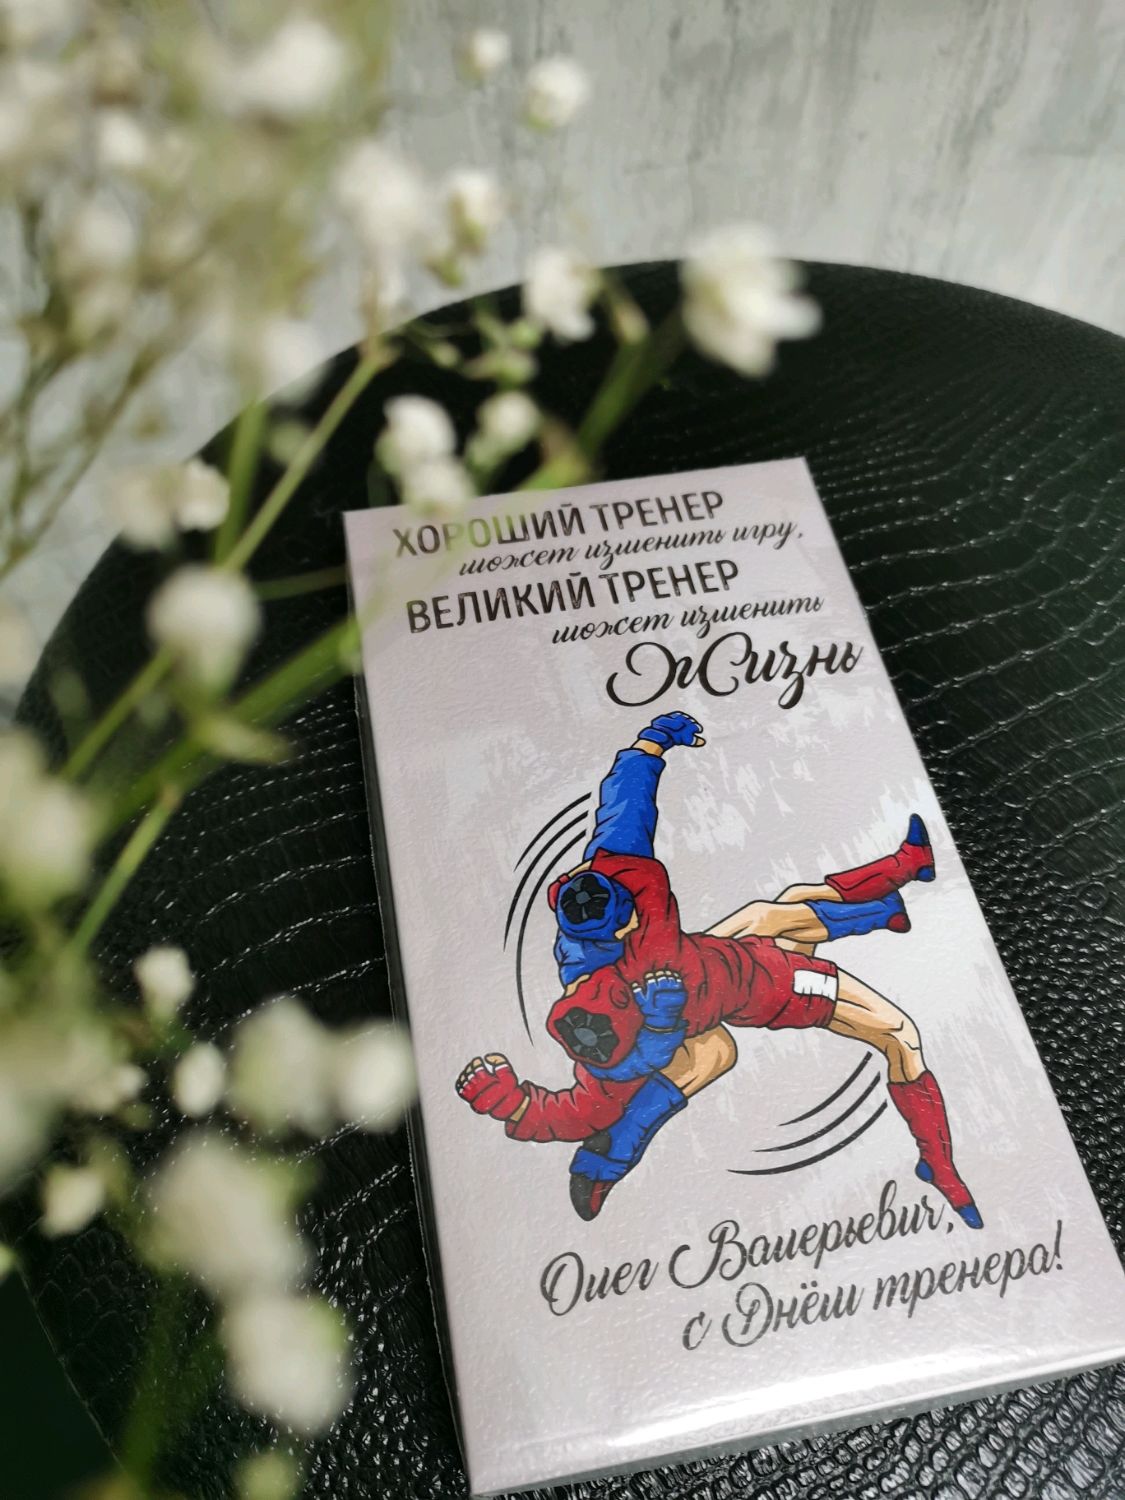 ХОРОШИЙ ТРЕНЕР
может изменить игру,
ВЕЛИКИЙ ТРЕНЕР
может изменить
Жизнь
Олег Валерьевич,
с Днём тренера!